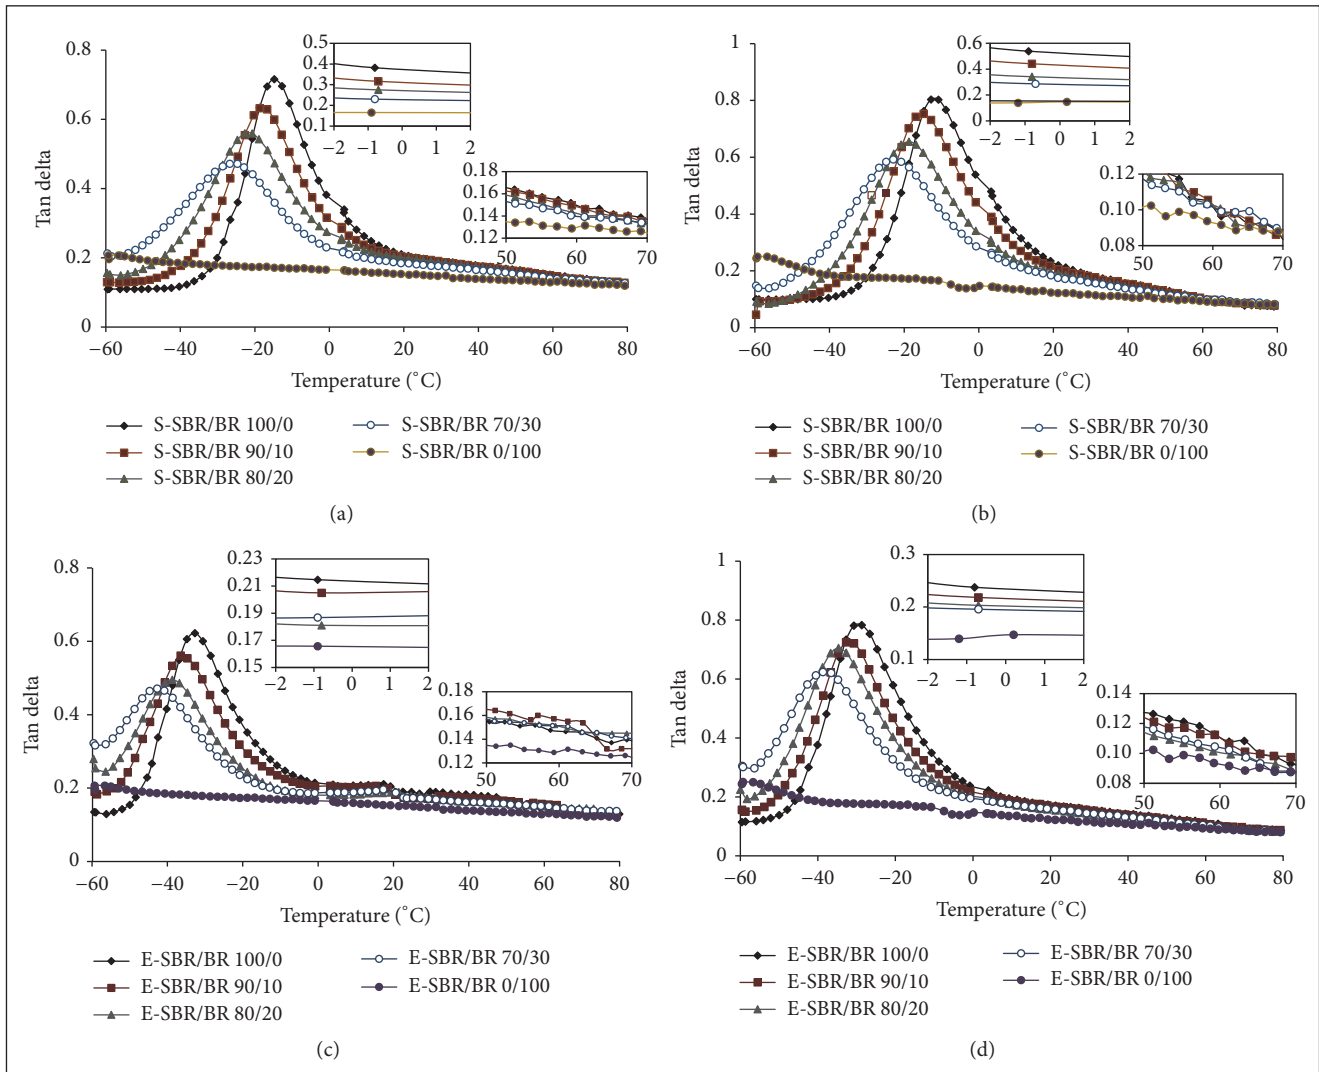 0.8
0.6
0.4
0.2
0
Tan delta
−60 −40 −20 0 20 40 60 80
Temperature (˚C)
0.5
0.4
0.3
0.2
0.1
−2 −1 0 1 2
0.18
0.16
0.14
0.12
50 60 70
S-SBR/BR 100/0
S-SBR/BR 90/10
S-SBR/BR 80/20
S-SBR/BR 70/30
S-SBR/BR 0/100
(a)
1
0.8
0.6
0.4
0.2
0
Tan delta
−60 −40 −20 0 20 40 60 80
Temperature (˚C)
0.6
0.4
0.2
0
−2 −1 0 1 2
0.12
0.10
0.08
50 60 70
S-SBR/BR 100/0
S-SBR/BR 90/10
S-SBR/BR 80/20
S-SBR/BR 70/30
S-SBR/BR 0/100
(b)
0.8
0.6
0.4
0.2
0
Tan delta
−60 −40 −20 0 20 40 60 80
Temperature (˚C)
0.23
0.21
0.19
0.17
0.15
−2 −1 0 1 2
0.18
0.16
0.14
0.12
50 60 70
E-SBR/BR 100/0
E-SBR/BR 90/10
E-SBR/BR 80/20
E-SBR/BR 70/30
E-SBR/BR 0/100
(c)
1
0.8
0.6
0.4
0.2
0
Tan delta
−60 −40 −20 0 20 40 60 80
Temperature (˚C)
0.3
0.2
0.1
−2 −1 0 1 2
0.14
0.12
0.10
0.08
50 60 70
E-SBR/BR 100/0
E-SBR/BR 90/10
E-SBR/BR 80/20
E-SBR/BR 70/30
E-SBR/BR 0/100
(d)